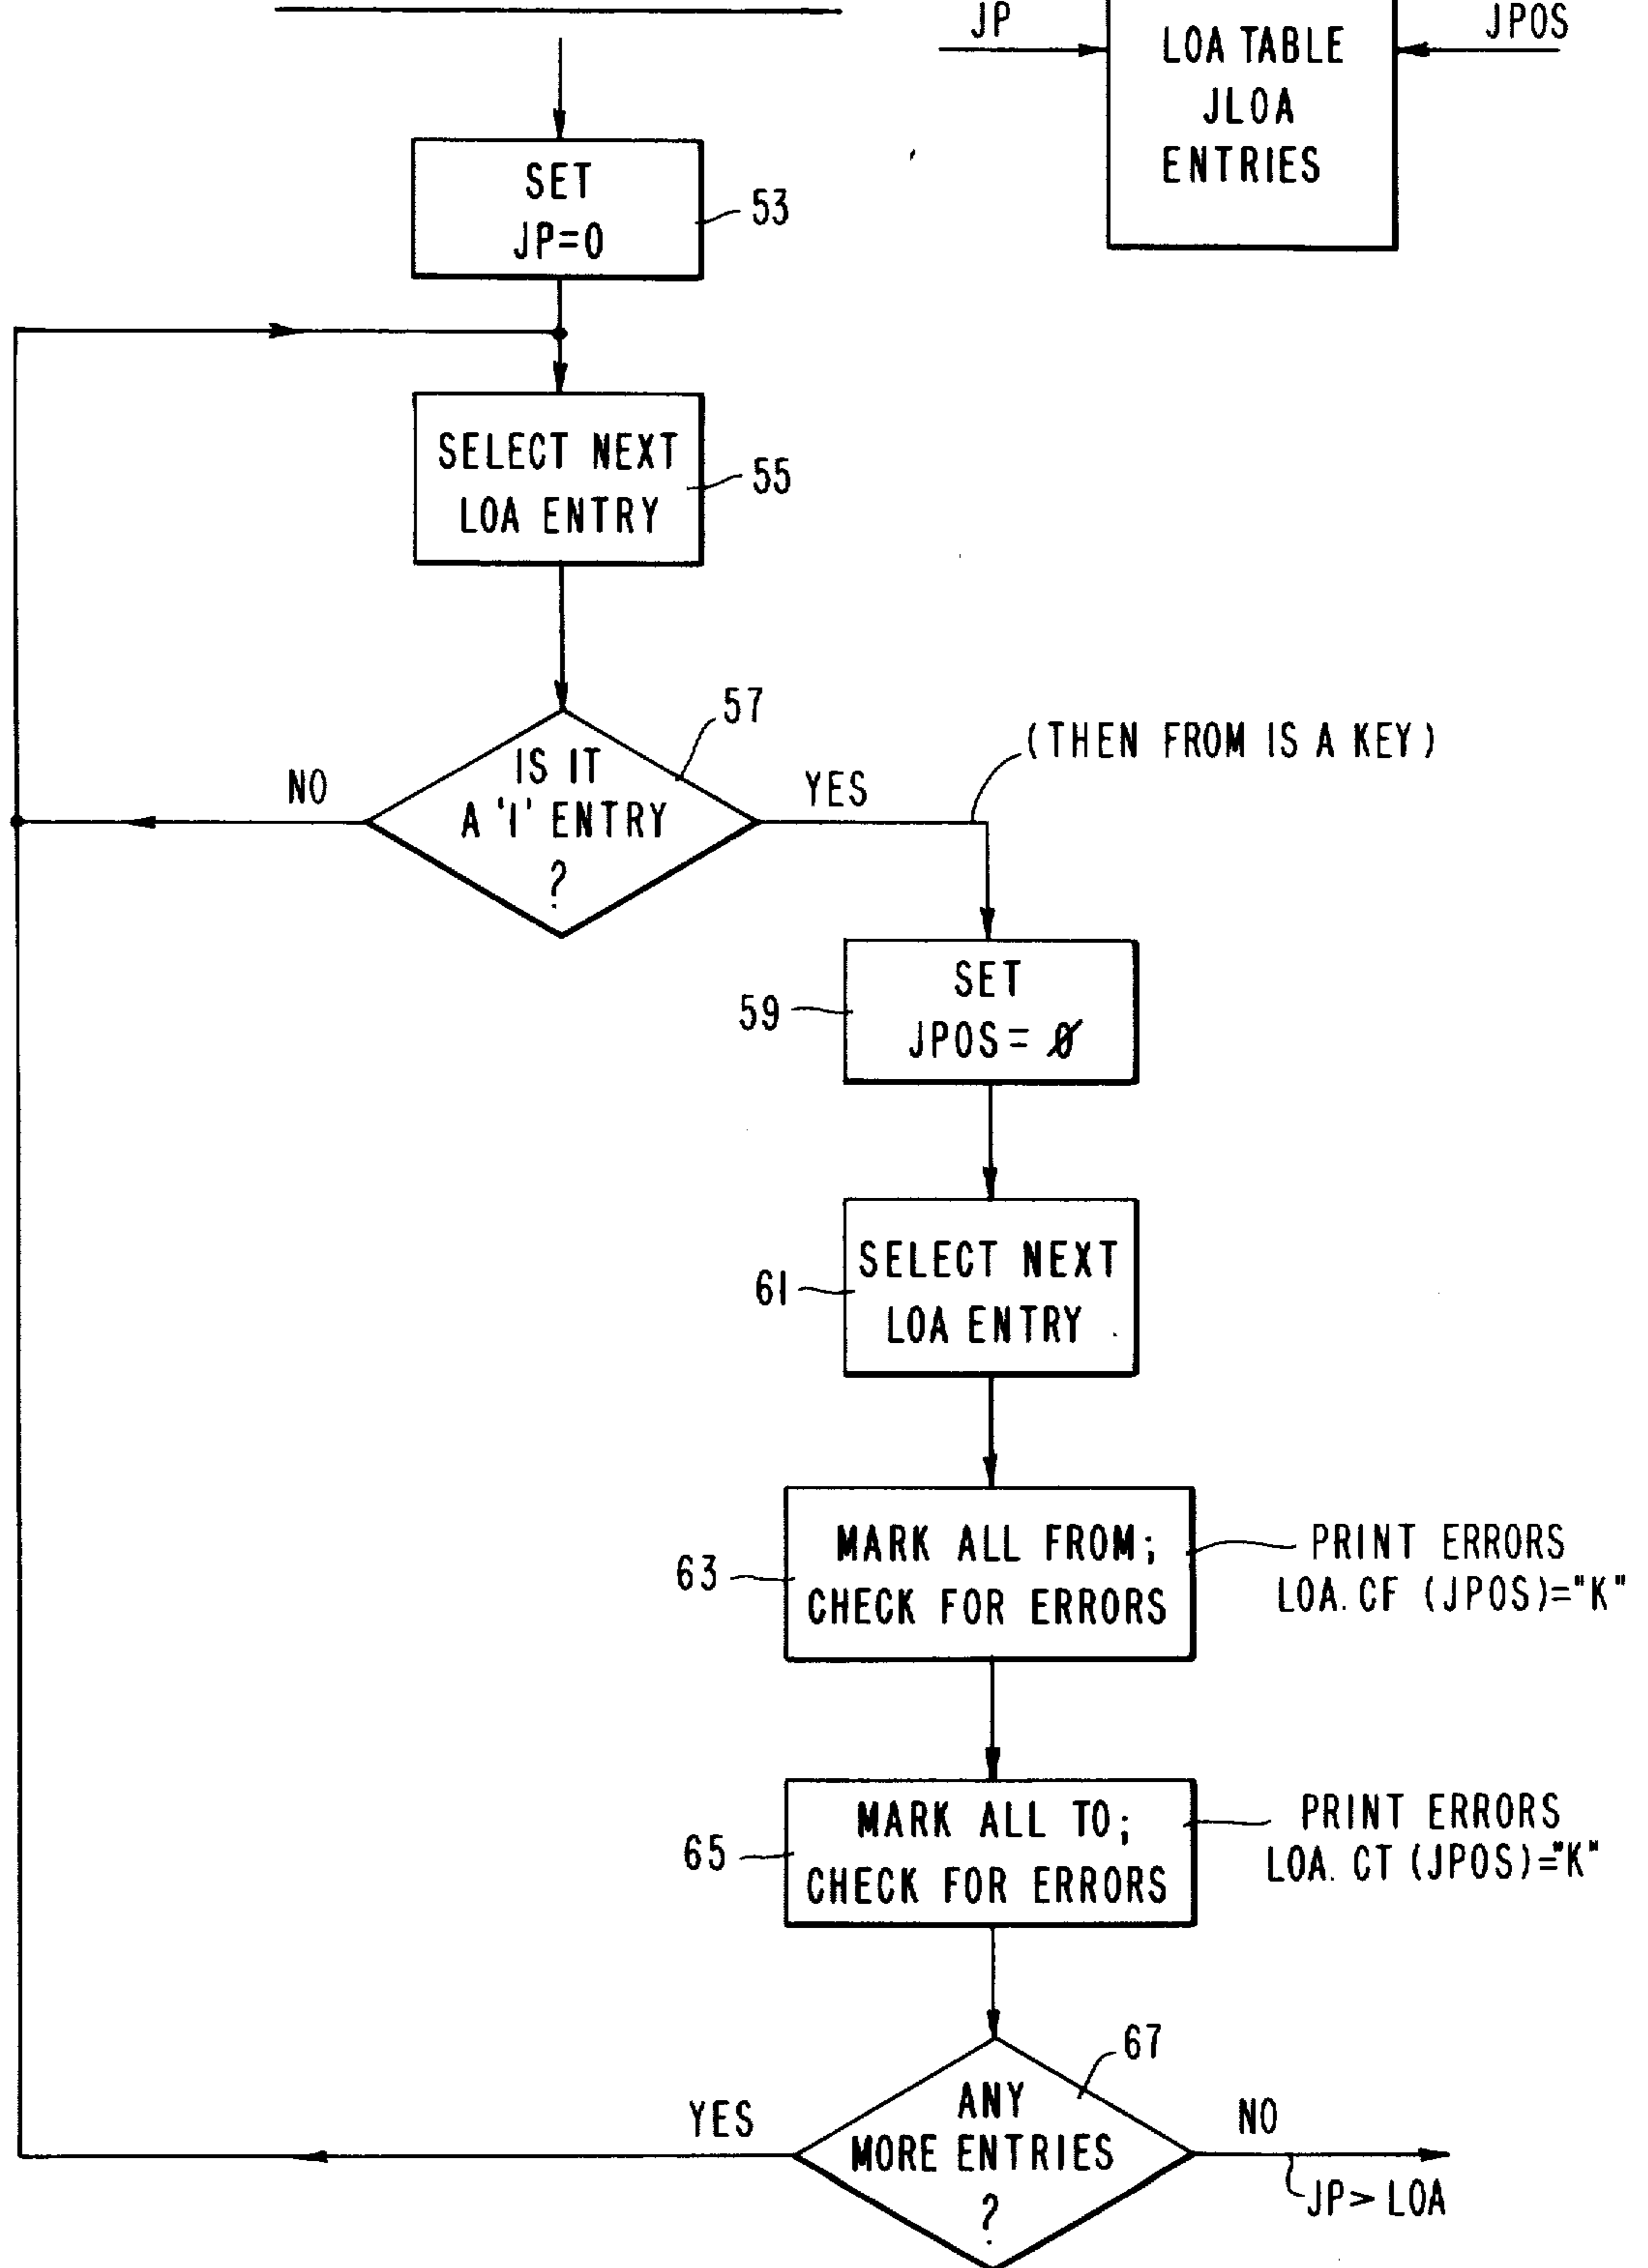 JP
LOA TABLE
JLOA
ENTRIES
JPOS
SET
JP=0
53
SELECT NEXT
LOA ENTRY
55
57
IS IT
A '1' ENTRY
?
NO
YES
(THEN FROM IS A KEY)
SET
JPOS = 0
59
SELECT NEXT
LOA ENTRY
61
MARK ALL FROM;
CHECK FOR ERRORS
63
PRINT ERRORS
LOA. CF (JPOS)="K"
MARK ALL TO;
CHECK FOR ERRORS
65
PRINT ERRORS
LOA. CT (JPOS)="K"
67
ANY
MORE ENTRIES
?
YES
NO
JP> LOA